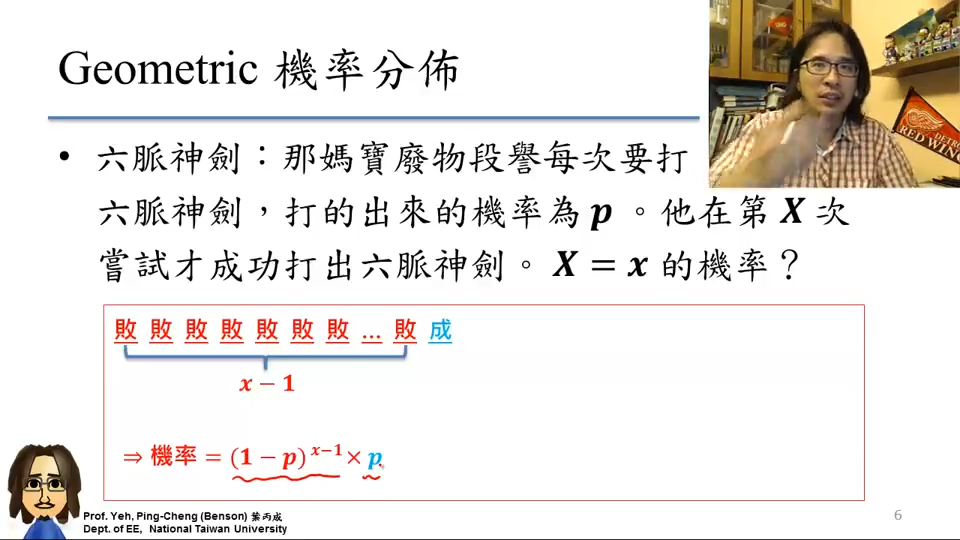 Geometric 機率分佈
• 六脈神劍：那媽寶廢物段譽每次要打
六脈神劍，打的出來的機率為 p 。他在第 X 次
嘗試才成功打出六脈神劍。 X = x 的機率？
敗 敗 敗 敗 敗 敗 敗 … 敗 成
x − 1
⇒ 機率 = (1 − p)^{x−1} × p
DETROIT
RED WINGS
Prof. Yeh, Ping-Cheng (Benson) 葉丙成
Dept. of EE, National Taiwan University
6